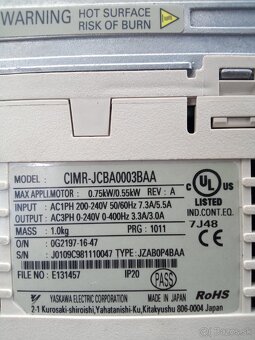 WARNING
HOT SURFACE
RISK OF BURN
MODEL : CIMR-JCBA0003BAA
MAX APPLI.MOTOR : 0.75kW/0.55kW REV : A
INPUT : AC1PH 200-240V 50/60Hz 7.3A/5.5A
OUTPUT : AC3PH 0-240V 0-400Hz 3.3A/3.0A
MASS : 1.0kg PRG : 1011
O/N : 0G2197-16-47
S/N : J0109C981110047 TYPE: JZAB0P4BAA
FILE NO : E131457 IP20
C UL US
LISTED
IND.CONT.EQ.
7J48
PASS
YASKAWA ELECTRIC CORPORATION MADE IN JAPAN
2-1 Kurosaki-shiroishi, Yahatanishi-Ku, Kitakyushu 806-0004 Japan
RoHS